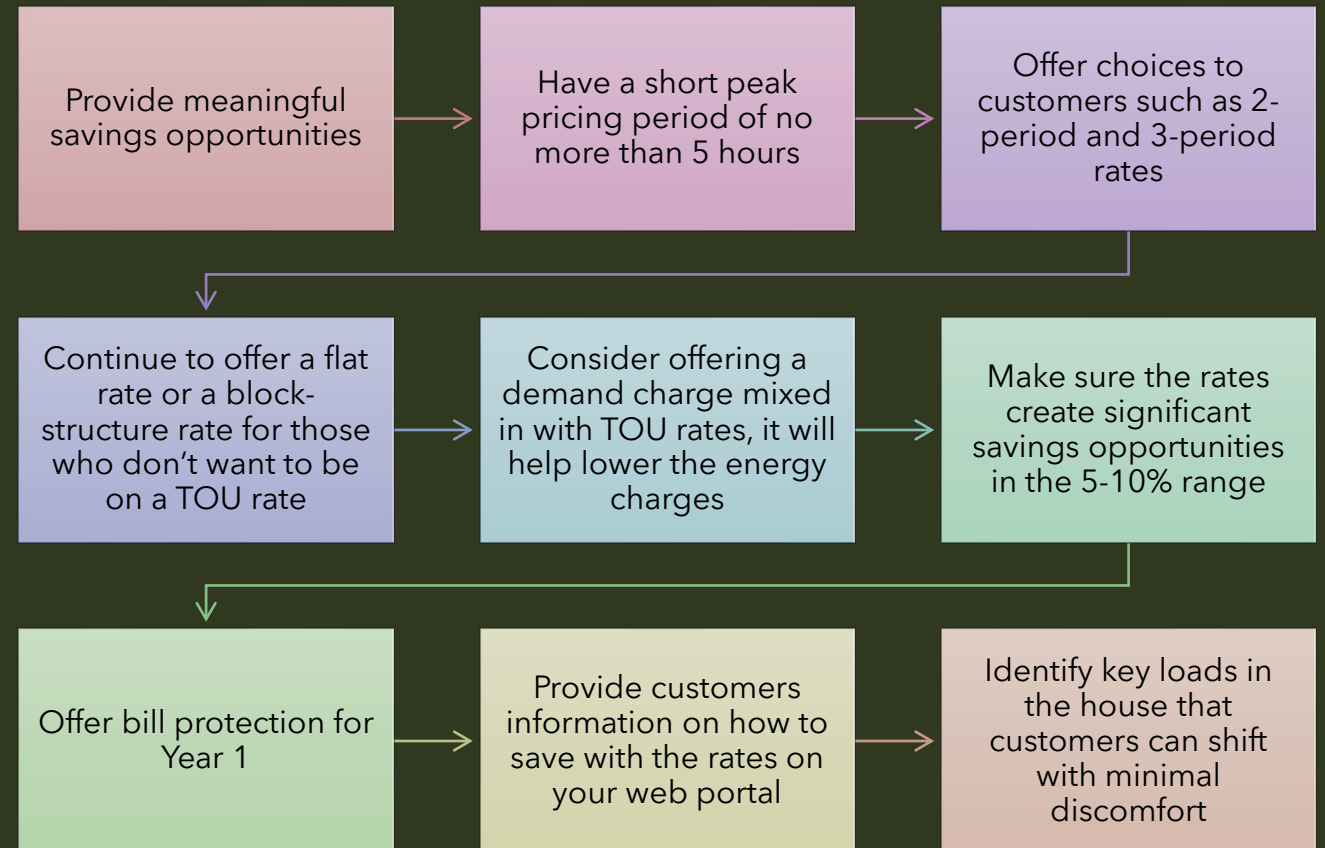 Provide meaningful
savings opportunities
Have a short peak
pricing period of no
more than 5 hours
Offer choices to
customers such as 2-
period and 3-period
rates
Continue to offer a flat
rate or a block-
structure rate for those
who don’t want to be
on a TOU rate
Consider offering a
demand charge mixed
in with TOU rates, it will
help lower the energy
charges
Make sure the rates
create significant
savings opportunities
in the 5-10% range
Offer bill protection for
Year 1
Provide customers
information on how to
save with the rates on
your web portal
Identify key loads in
the house that
customers can shift
with minimal
discomfort